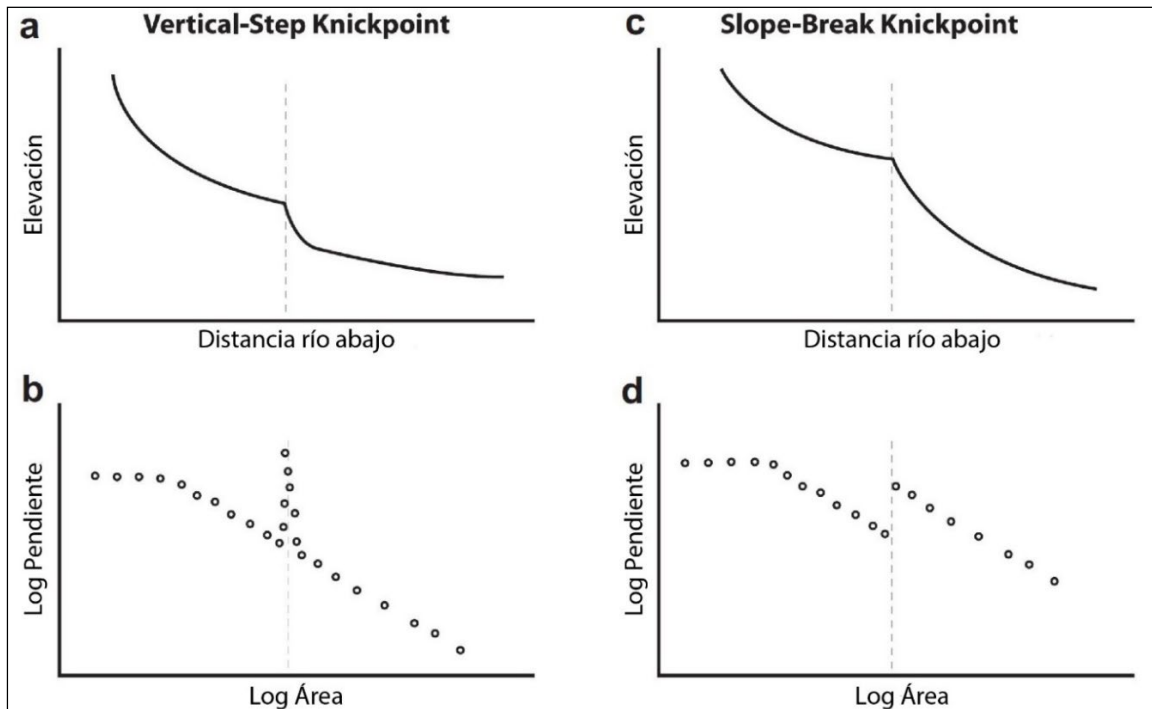 a
Vertical-Step Knickpoint
Elevación
Distancia río abajo
c
Slope-Break Knickpoint
Elevación
Distancia río abajo
b
Log Pendiente
Log Área
d
Log Pendiente
Log Área